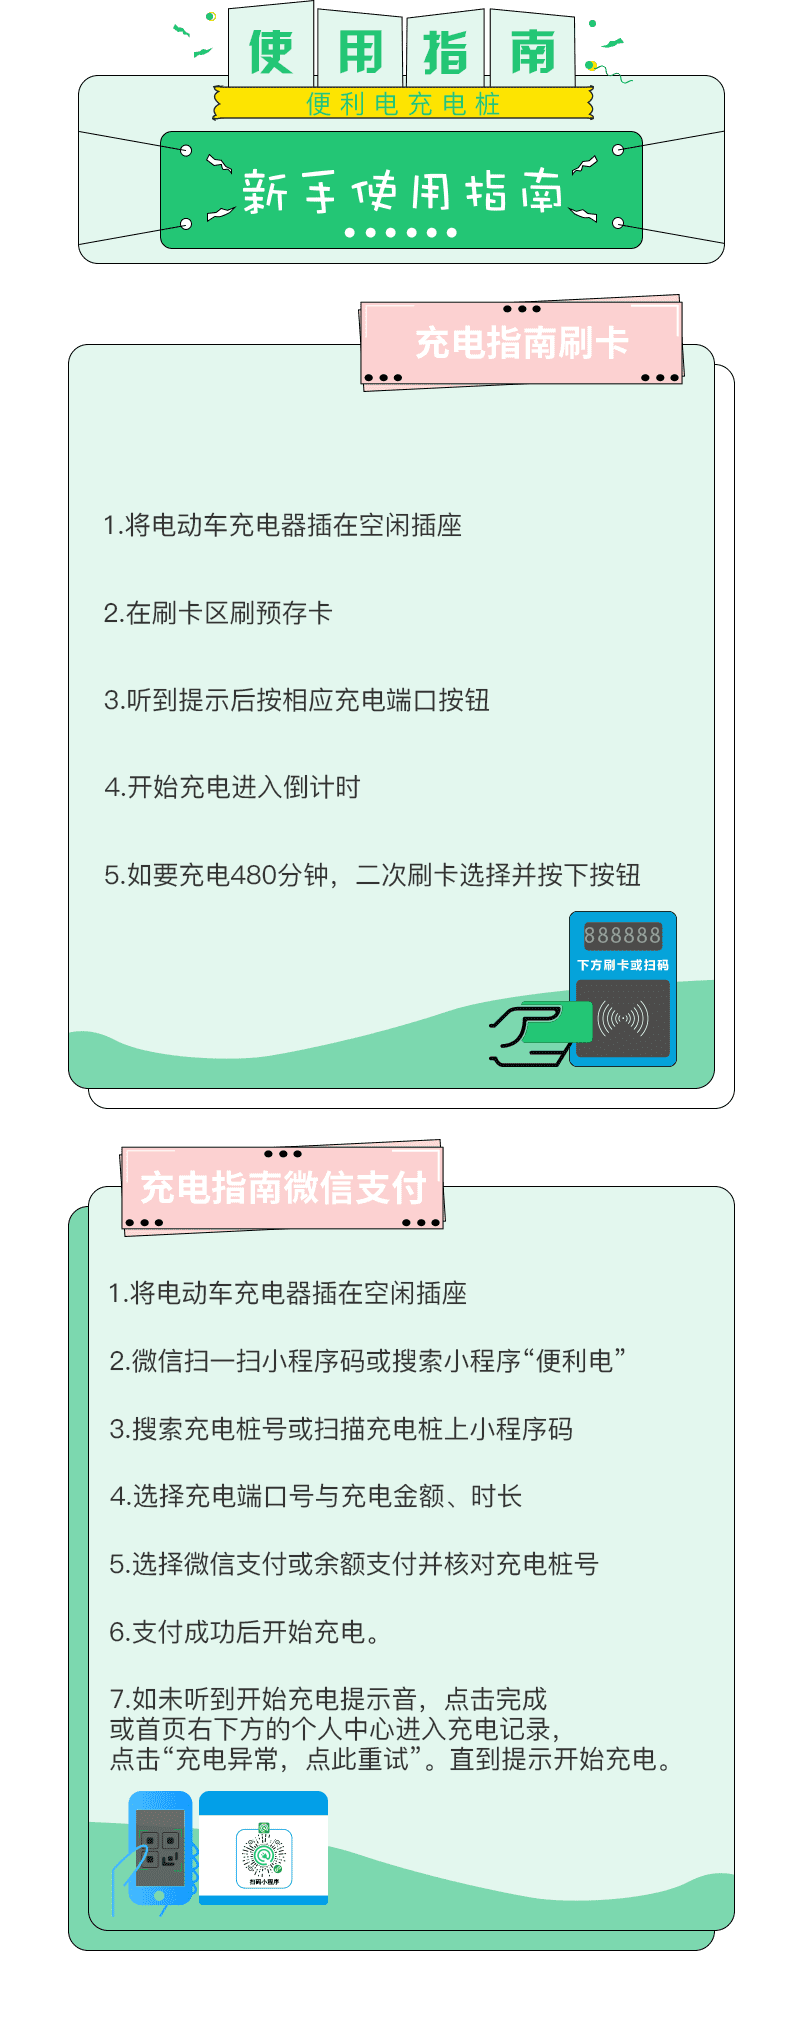 使用指南
便利电充电桩
新手使用指南
充电指南刷卡
1.将电动车充电器插在空闲插座
2.在刷卡区刷预存卡
3.听到提示后按相应充电端口按钮
4.开始充电进入倒计时
5.如要充电480分钟，二次刷卡选择并按下按钮
888888
下方刷卡或扫码
充电指南微信支付
1.将电动车充电器插在空闲插座
2.微信扫一扫小程序码或搜索小程序“便利电”
3.搜索充电桩号或扫描充电桩上小程序码
4.选择充电端口号与充电金额、时长
5.选择微信支付或余额支付并核对充电桩号
6.支付成功后开始充电。
7.如未听到开始充电提示音，点击完成
或首页右下方的个人中心进入充电记录，
点击“充电异常，点此重试”。直到提示开始充电。
扫码小程序